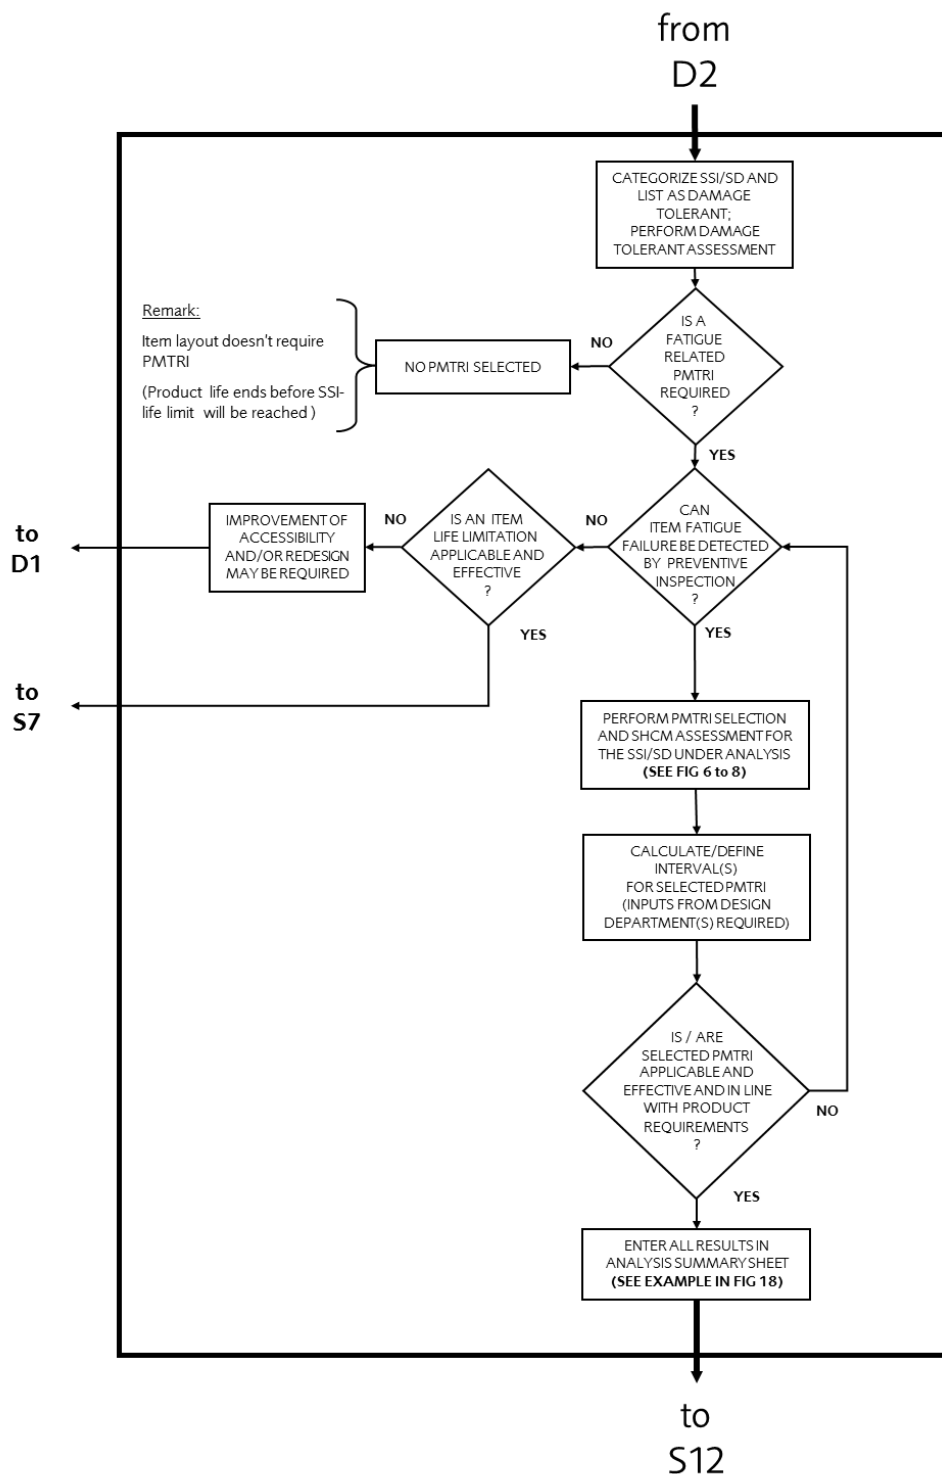 from
D2
CATEGORIZE SSI/SD AND
LIST AS DAMAGE
TOLERANT;
PERFORM DAMAGE
TOLERANT ASSESSMENT
IS A
FATIGUE
RELATED
PMTRI
REQUIRED
?
NO
YES
NO PMTRI SELECTED
Remark:
Item layout doesn't require
PMTRI
(Product life ends before SSI-
life limit will be reached )
CAN
ITEM FATIGUE
FAILURE BE DETECTED
BY PREVENTIVE
INSPECTION
?
NO
YES
IS AN ITEM
LIFE LIMITATION
APPLICABLE AND
EFFECTIVE
?
NO
YES
IMPROVEMENT OF
ACCESSIBILITY
AND/OR REDESIGN
MAY BE REQUIRED
to
D1
to
S7
PERFORM PMTRI SELECTION
AND SHCM ASSESSMENT FOR
THE SSI/SD UNDER ANALYSIS
(SEE FIG 6 to 8)
CALCULATE/DEFINE
INTERVAL(S)
FOR SELECTED PMTRI
(INPUTS FROM DESIGN
DEPARTMENT(S) REQUIRED)
IS / ARE
SELECTED PMTRI
APPLICABLE AND
EFFECTIVE AND IN LINE
WITH PRODUCT
REQUIREMENTS
?
NO
YES
ENTER ALL RESULTS IN
ANALYSIS SUMMARY SHEET
(SEE EXAMPLE IN FIG 18)
to
S12